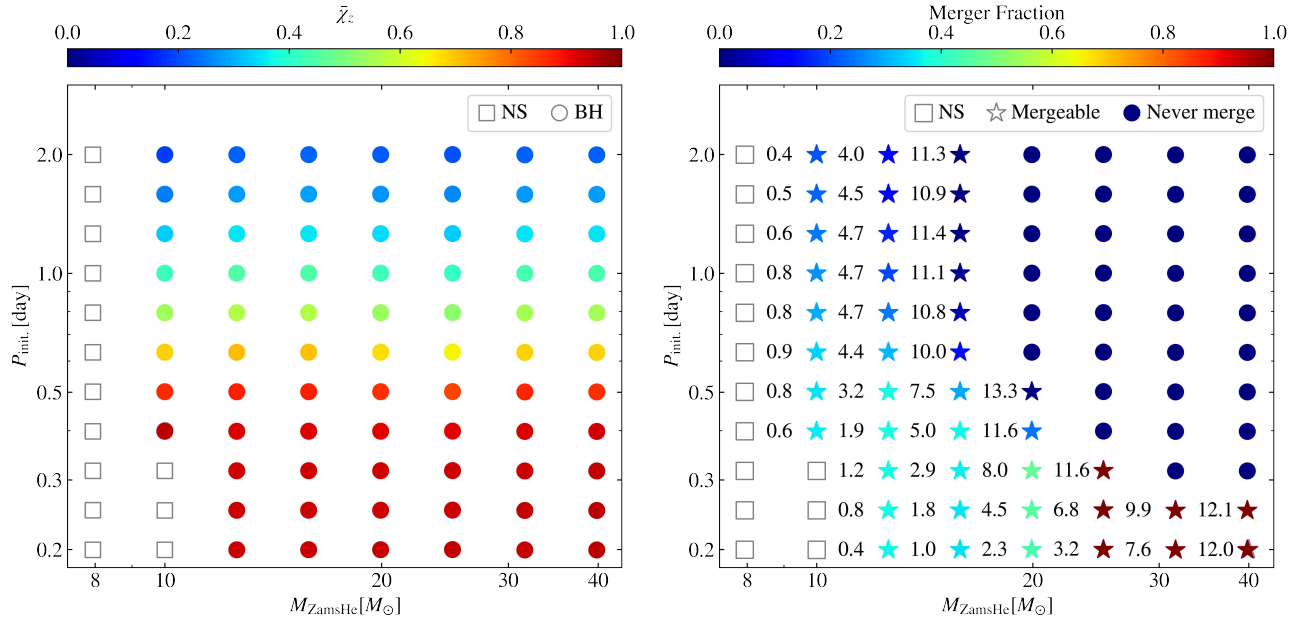 χ̄_z
0.0 0.2 0.4 0.6 0.8 1.0
NS BH
2.0
1.0
0.5
0.3
0.2
P_init. [day]
8 10 20 30 40
M_ZamsHe [M_⊙]
Merger Fraction
0.0 0.2 0.4 0.6 0.8 1.0
NS Mergeable Never merge
2.0 0.4 4.0 11.3
0.5 4.5 10.9
0.6 4.7 11.4
1.0 0.8 4.7 11.1
0.8 4.7 10.8
0.9 4.4 10.0
0.5 0.8 3.2 7.5 13.3
0.6 1.9 5.0 11.6
0.3 1.2 2.9 8.0 11.6
0.8 1.8 4.5 6.8 9.9 12.1
0.2 0.4 1.0 2.3 3.2 7.6 12.0
P_init. [day]
8 10 20 30 40
M_ZamsHe [M_⊙]